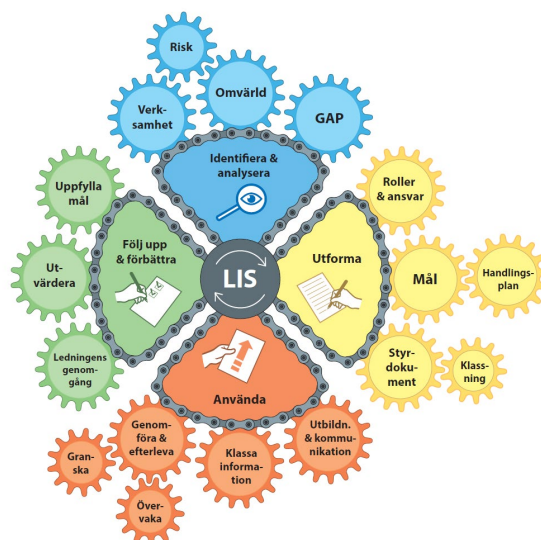 Risk
Omvärld
Verk-
samhet
GAP
Identifiera &
analysera
Roller
& ansvar
Uppfylla
mål
Följ upp
& förbättra
Utforma
LIS
Ut-
värdera
Mål
Handlings-
plan
Ledningens
genom-
gång
Styr-
doku-
ment
Klass-
ning
Använda
Genom-
föra &
efterleva
Utbildn.
& kommu-
nikation
Klassa
informa-
tion
Gran-
ska
Över-
vaka